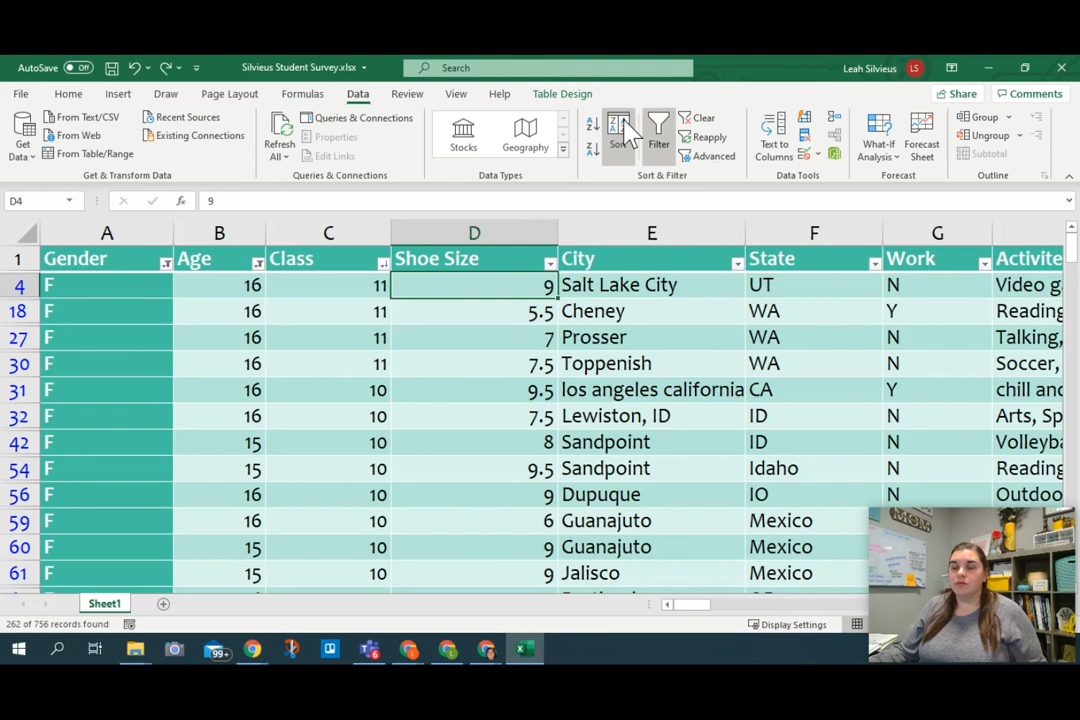 AutoSave Off Silvieus Student Survey.xlsx Search Leah Silvieus LS
File Home Insert Draw Page Layout Formulas Data Review View Help Table Design Share Comments
Get Data
From Text/CSV
From Web
From Table/Range
Recent Sources
Existing Connections
Get & Transform Data
Refresh All
Queries & Connections
Properties
Edit Links
Queries & Connections
Stocks Geography
Data Types
Sort Filter
Clear
Reapply
Advanced
Sort & Filter
Text to Columns
Data Tools
What-If Analysis
Forecast Sheet
Forecast
Group
Ungroup
Subtotal
Outline
D4 fx 9
A B C D E F G
1 Gender Age Class Shoe Size City State Work Activite
4 F 16 11 9 Salt Lake City UT N Video g
18 F 16 11 5.5 Cheney WA Y Reading
27 F 16 11 7 Prosser WA N Talking,
30 F 16 11 7.5 Toppenish WA N Soccer,
31 F 16 10 9.5 los angeles california CA Y chill and
32 F 16 10 7.5 Lewiston, ID ID N Arts, Sp
42 F 15 10 8 Sandpoint ID N Volleyba
54 F 15 10 9.5 Sandpoint Idaho N Reading
56 F 16 10 9 Dupuque IO N Outdoo
59 F 16 10 6 Guanajuto Mexico
60 F 15 10 9 Guanajuto Mexico
61 F 15 10 9 Jalisco Mexico
MOM
Sheet1
262 of 756 records found Display Settings
99+ 6